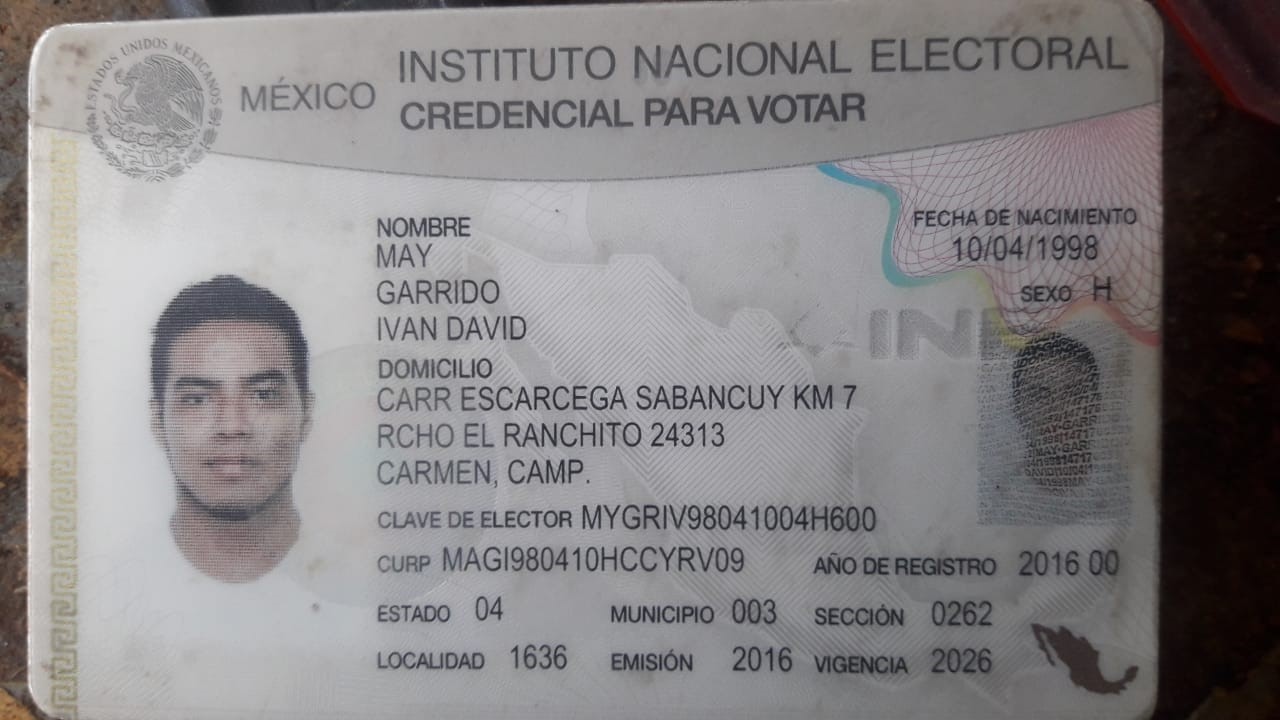 ESTADOS UNIDOS MEXICANOS
MÉXICO
INSTITUTO NACIONAL ELECTORAL
CREDENCIAL PARA VOTAR
NOMBRE
MAY
GARRIDO
IVAN DAVID
FECHA DE NACIMIENTO
10/04/1998
SEXO H
INE
DOMICILIO
CARR ESCARCEGA SABANCUY KM 7
RCHO EL RANCHITO 24313
CARMEN, CAMP.
CLAVE DE ELECTOR MYGRIV98041004H600
CURP MAGI980410HCCYRV09 AÑO DE REGISTRO 2016 00
ESTADO 04 MUNICIPIO 003 SECCIÓN 0262
LOCALIDAD 1636 EMISIÓN 2016 VIGENCIA 2026